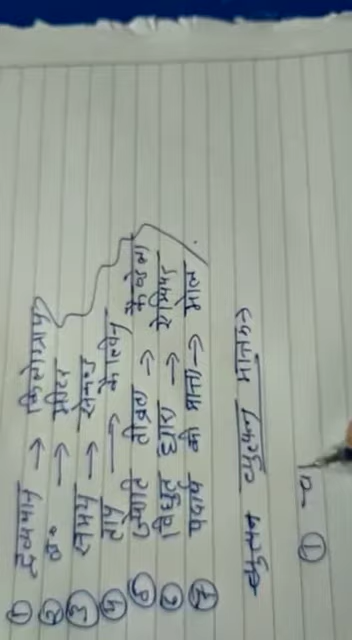 ① द्रव्यमान → किलोग्राम
② ल० → मीटर
③ समय → सेकण्ड
④ ताप → केल्विन
⑤ ज्योति तीव्रता → कैण्डेला
⑥ विधुत धारा → ऐम्पियर
⑦ पदार्थ की मात्रा → मोल
व्युत्पन्न मात्रक →
①